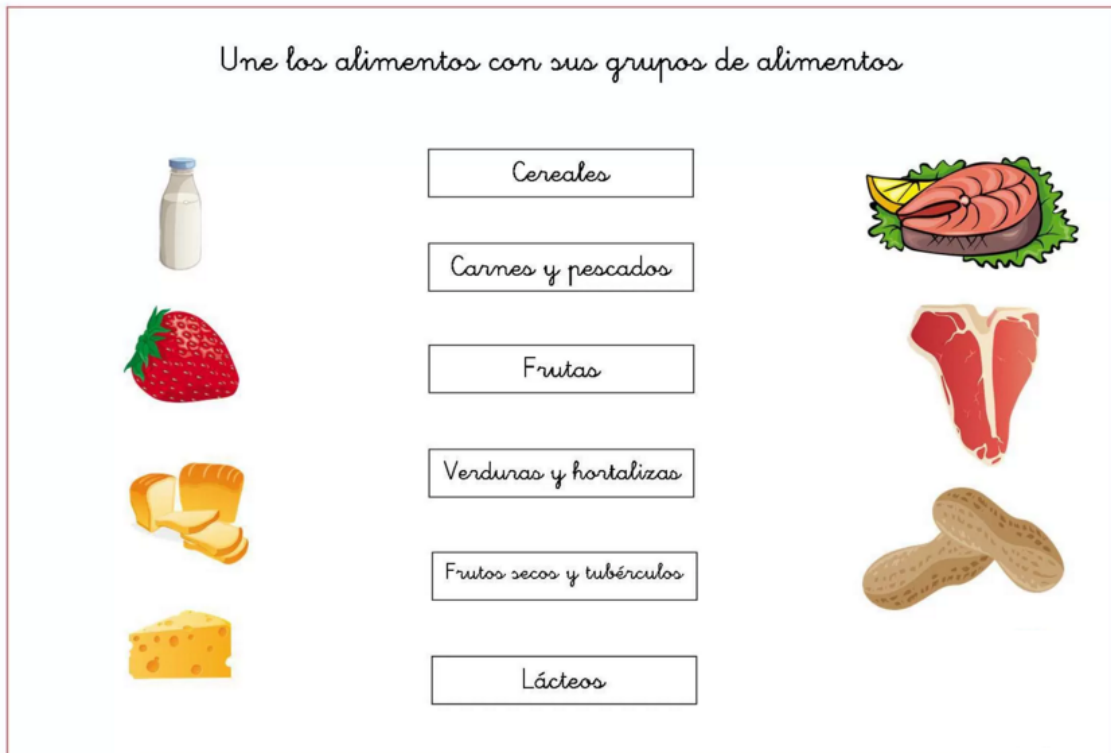 Une los alimentos con sus grupos de alimentos
Cereales
Carnes y pescados
Frutas
Verduras y hortalizas
Frutos secos y tubérculos
Lácteos